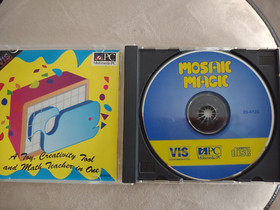 MPC
Multimedia PC
A Toy, Creativity Tool
and Math Teacher in One
MOSAIC
MAGIC
VIS
MPC
Multimedia PC